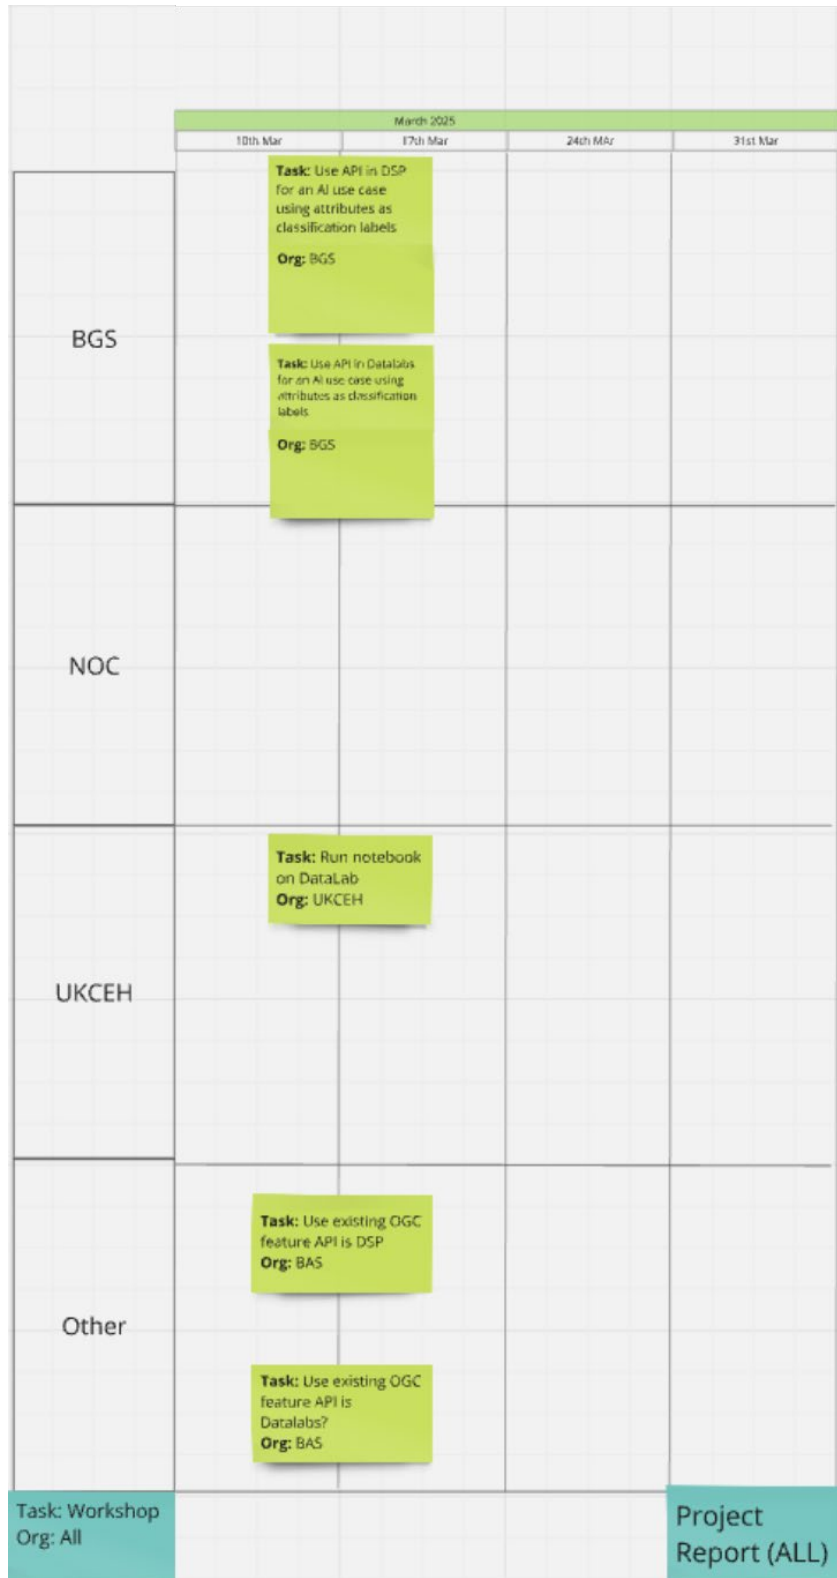 March 2025
10th Mar
17th Mar
24th MAr
31st Mar
BGS
Task: Use API in DSP
for an AI use case
using attributes as
classification labels
Org: BGS
Task: Use API in Datalabs
for an AI use case using
attributes as classification
labels
Org: BGS
NOC
UKCEH
Task: Run notebook
on DataLab
Org: UKCEH
Other
Task: Use existing OGC
feature API is DSP
Org: BAS
Task: Use existing OGC
feature API is
Datalabs?
Org: BAS
Task: Workshop
Org: All
Project
Report (ALL)